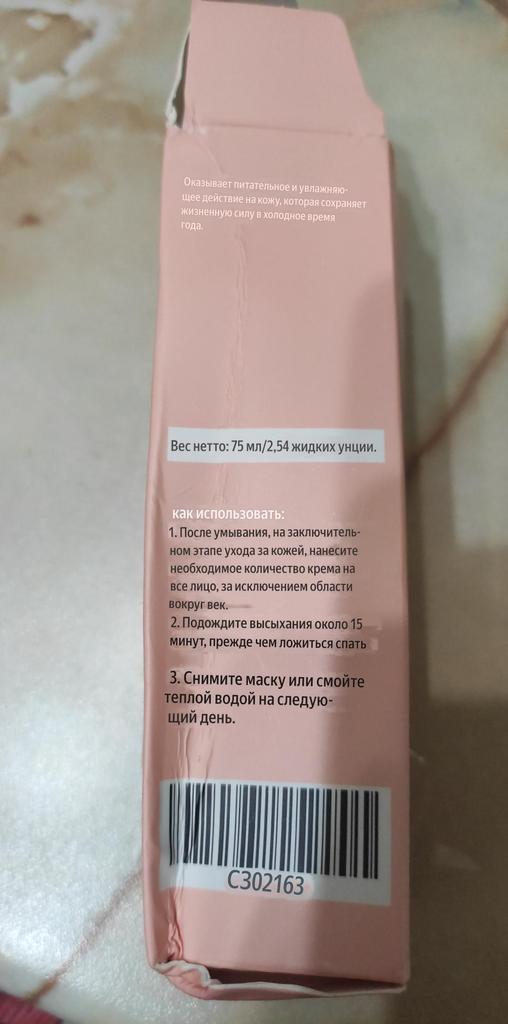 Оказывает питательное и увлажняю-
щее действие на кожу, которая сохраняет
жизненную силу в холодное время
года.
Вес нетто: 75 мл/2,54 жидких унции.
как использовать:
1. После умывания, на заключитель-
ном этапе ухода за кожей, нанесите
необходимое количество крема на
все лицо, за исключением области
вокруг век.
2. Подождите высыхания около 15
минут, прежде чем ложиться спать
3. Снимите маску или смойте
теплой водой на следую-
щий день.
C302163